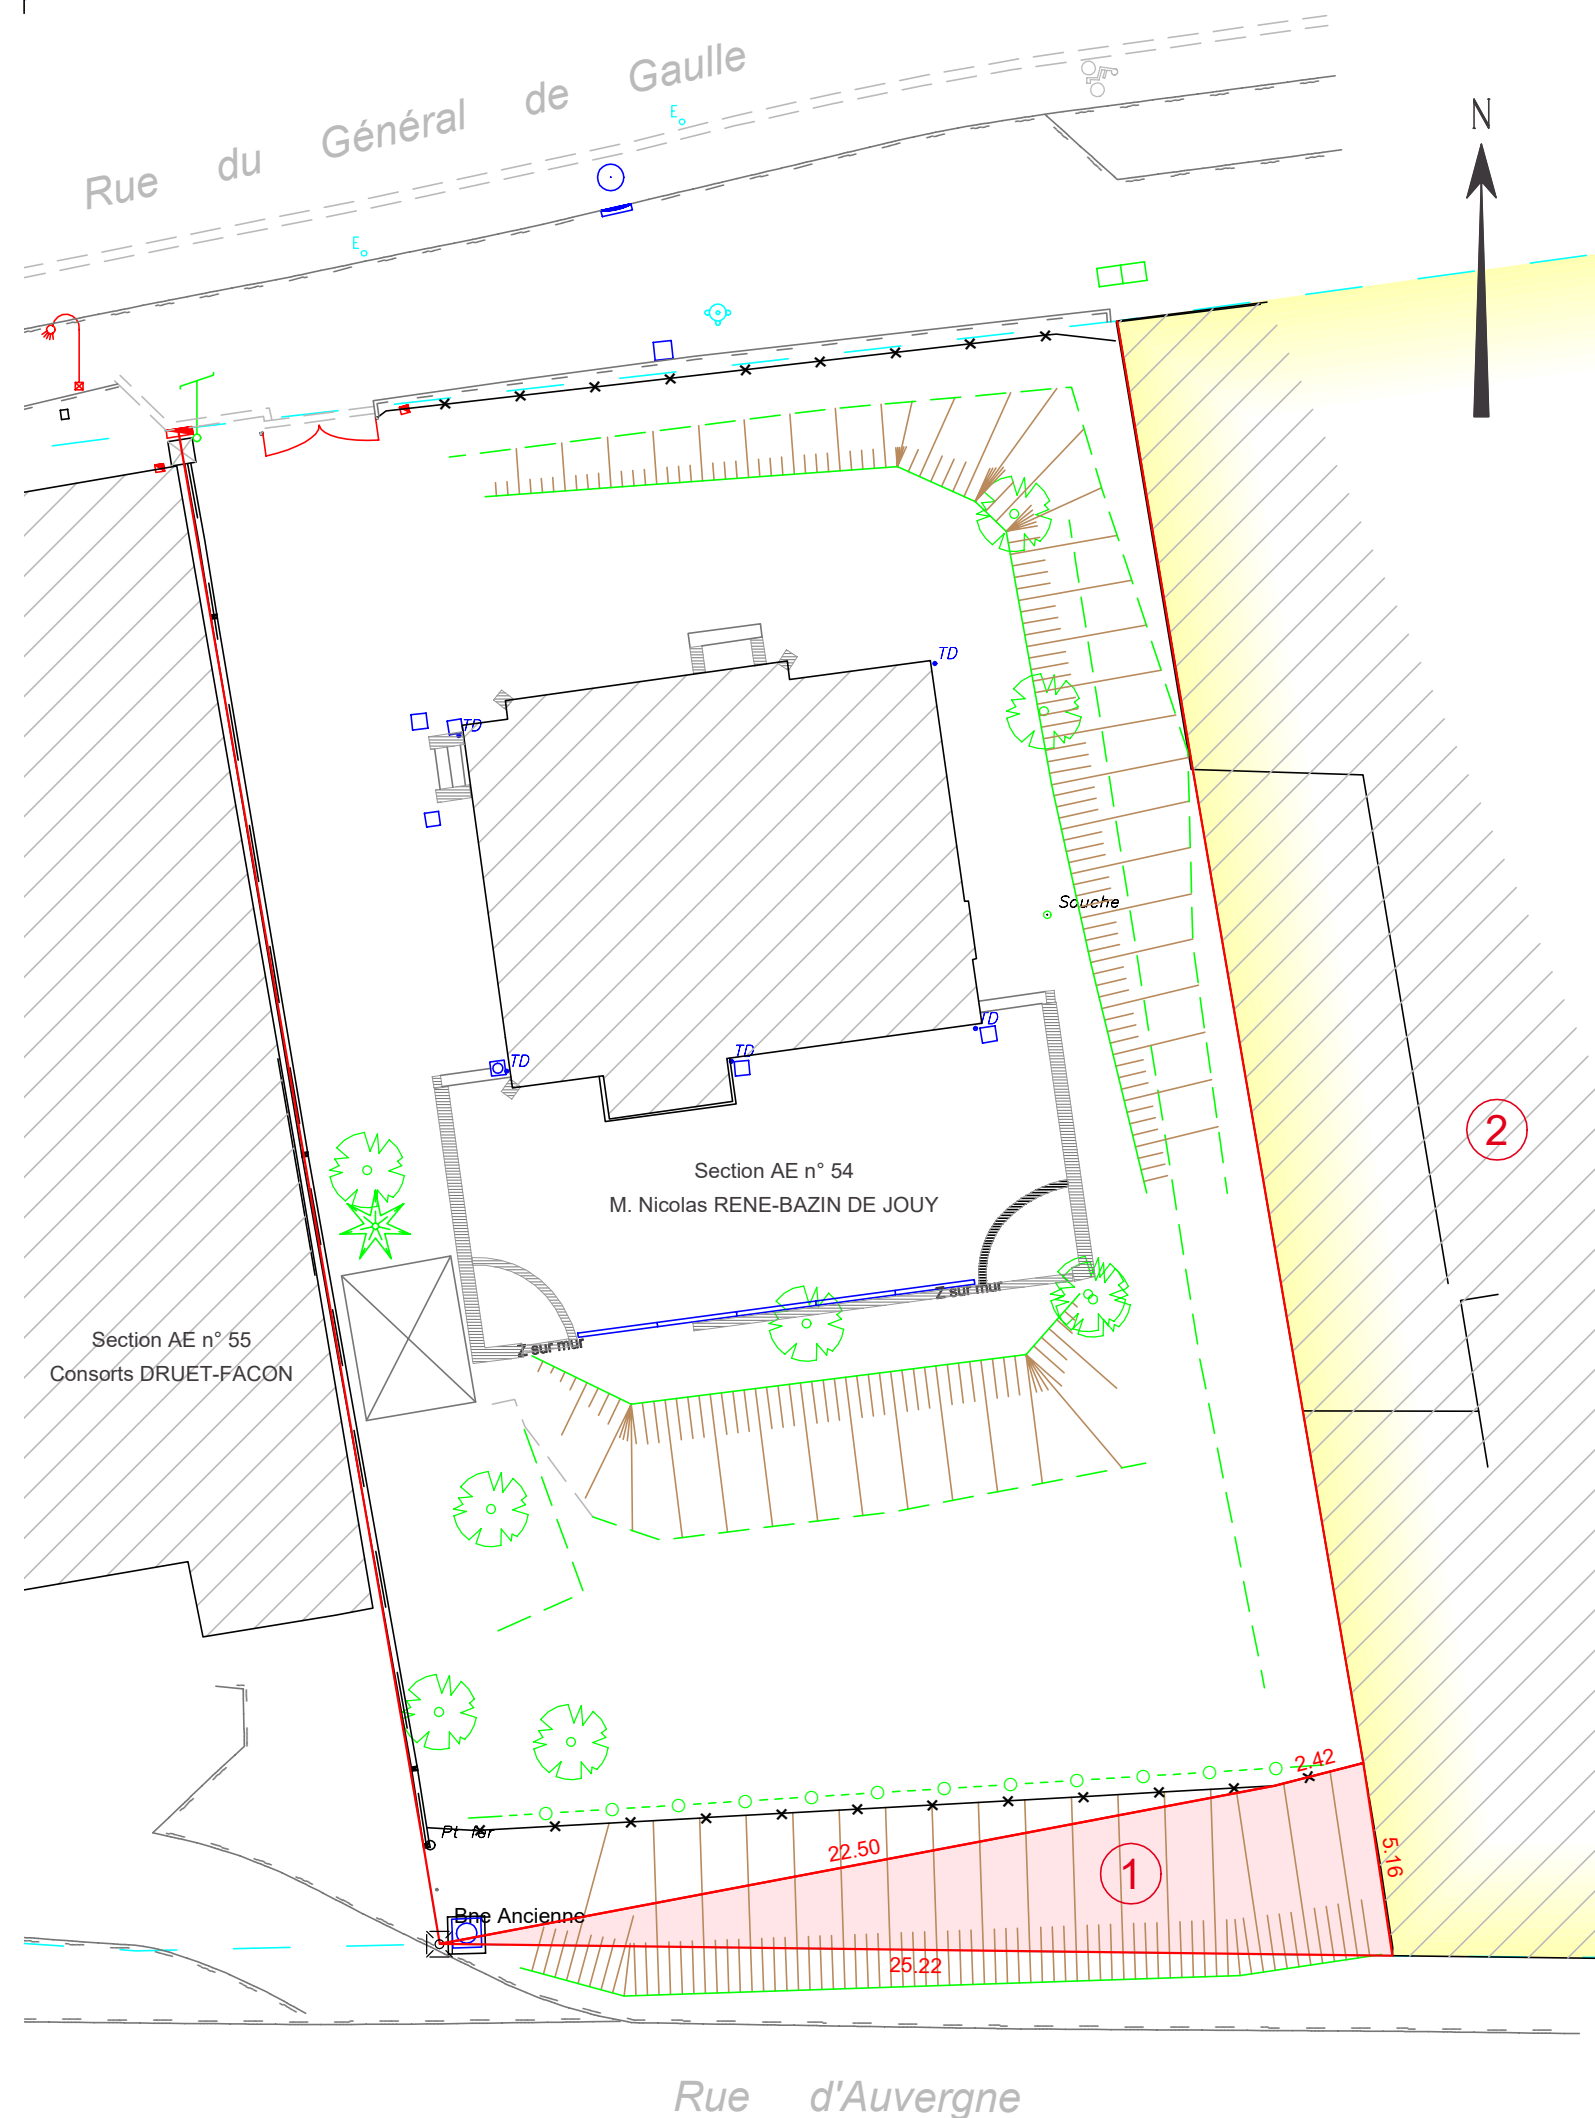 Rue du Général de Gaulle
E
E
N
TD
TD
Souche
TD
TD
TD
2
Section AE n° 54
M. Nicolas RENE-BAZIN DE JOUY
Z sur mur
Z sur mur
Section AE n° 55
Consorts DRUET-FACON
2.42
Pt fer
22.50
1
5.16
Bne Ancienne
25.22
Rue d'Auvergne